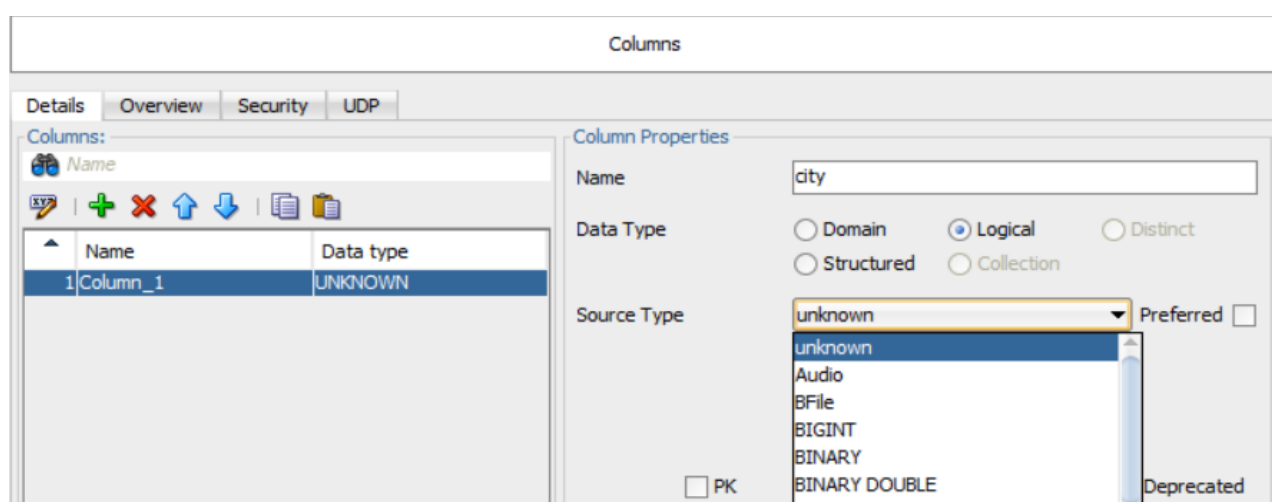 Columns
Details Overview Security UDP
Columns:
Name
XYZ
Name Data type
1 Column_1 UNKNOWN
Column Properties
Name city
Data Type Domain Logical Distinct
Structured Collection
Source Type unknown Preferred
unknown
Audio
BFile
BIGINT
BINARY
BINARY DOUBLE
PK Deprecated